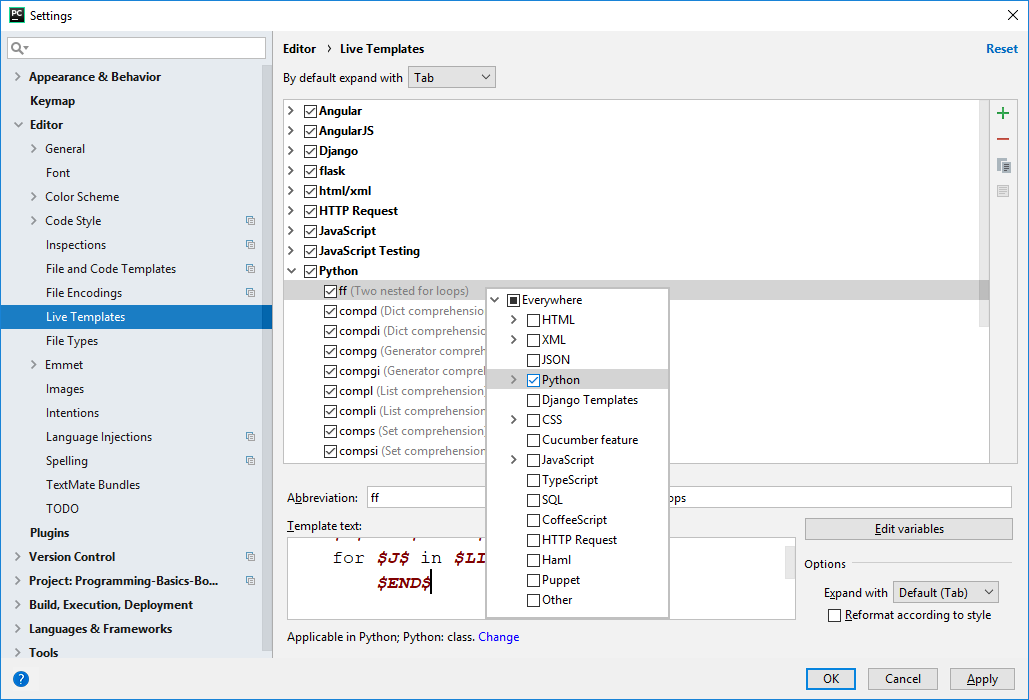 PC Settings
Editor › Live Templates Reset
By default expand with Tab
Appearance & Behavior
Keymap
Editor
General
Font
Color Scheme
Code Style
Inspections
File and Code Templates
File Encodings
Live Templates
File Types
Emmet
Images
Intentions
Language Injections
Spelling
TextMate Bundles
TODO
Plugins
Version Control
Project: Programming-Basics-Bo...
Build, Execution, Deployment
Languages & Frameworks
Tools
Angular
AngularJS
Django
flask
html/xml
HTTP Request
JavaScript
JavaScript Testing
Python
ff (Two nested for loops)
compd (Dict comprehensio
compdi (Dict comprehensic
compg (Generator compreh
compgi (Generator compreh
compl (List comprehension
compli (List comprehension
comps (Set comprehension
compsi (Set comprehension
Everywhere
HTML
XML
JSON
Python
Django Templates
CSS
Cucumber feature
JavaScript
TypeScript
SQL
CoffeeScript
HTTP Request
Haml
Puppet
Other
Abbreviation: ff ops
Template text:
for $J$ in $LI
$END$
Edit variables
Options
Expand with Default (Tab)
Reformat according to style
Applicable in Python; Python: class. Change
? OK Cancel Apply